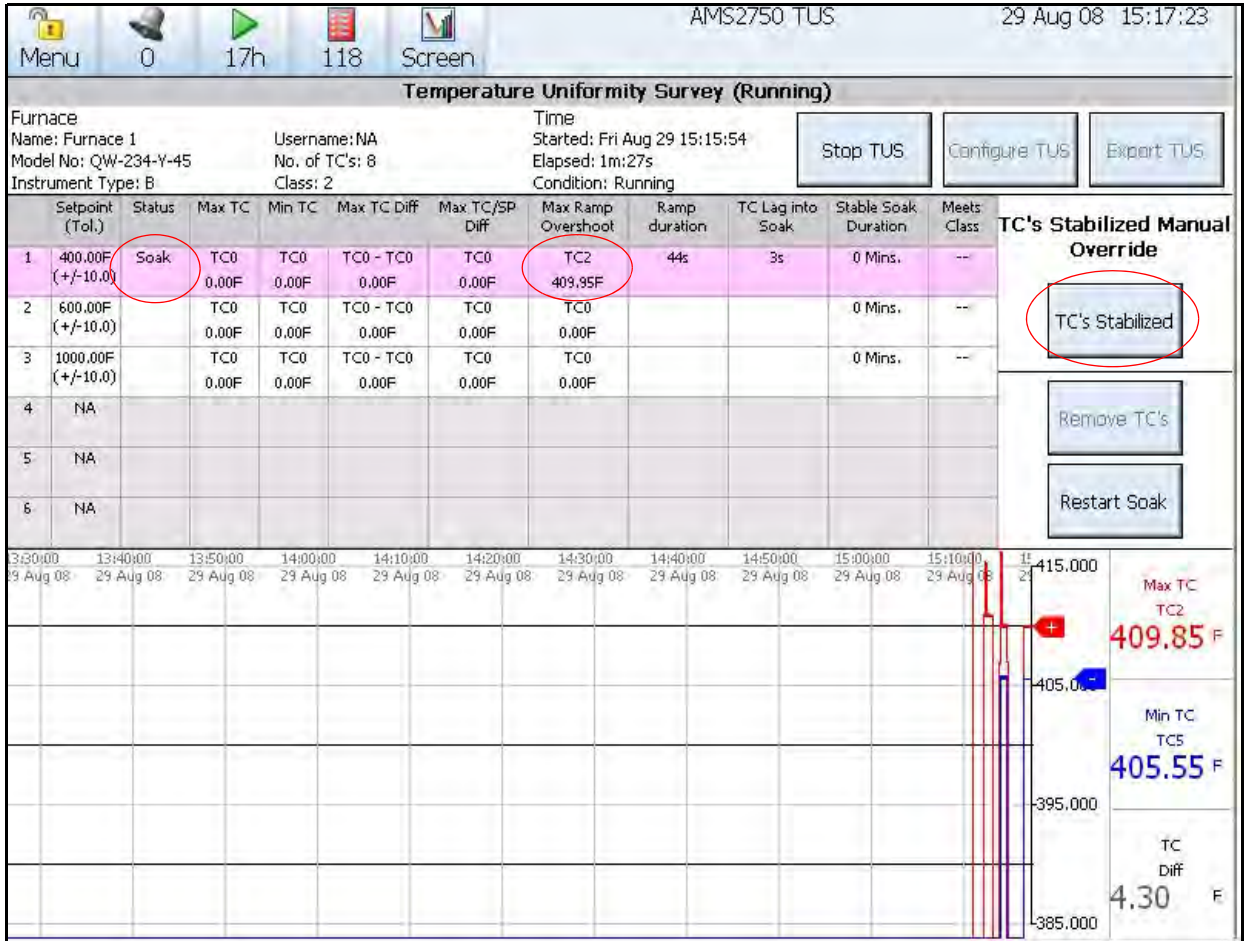 AMS2750 TUS 29 Aug 08 15:17:23
Menu 0 17h 118 Screen
Temperature Uniformity Survey (Running)
Furnace Time
Name: Furnace 1 Username: NA Started: Fri Aug 29 15:15:54
Model No: QW-234-Y-45 No. of TC's: 8 Elapsed: 1m:27s
Instrument Type: B Class: 2 Condition: Running
Stop TUS Configure TUS Export TUS
Setpoint (Tol.) Status Max TC Min TC Max TC Diff Max TC/SP Diff Max Ramp Overshoot Ramp duration TC Lag into Soak Stable Soak Duration Meets Class
1 400.00F Soak TC0 TC0 TC0 - TC0 TC0 TC2 44s 3s 0 Mins. --
(+/-10.0) 0.00F 0.00F 0.00F 0.00F 409.95F
2 600.00F TC0 TC0 TC0 - TC0 TC0 TC0 0 Mins. --
(+/-10.0) 0.00F 0.00F 0.00F 0.00F 0.00F
3 1000.00F TC0 TC0 TC0 - TC0 TC0 TC0 0 Mins. --
(+/-10.0) 0.00F 0.00F 0.00F 0.00F 0.00F
4 NA
5 NA
6 NA
TC's Stabilized Manual
Override
TC's Stabilized
Remove TC's
Restart Soak
13:30:00 13:40:00 13:50:00 14:00:00 14:10:00 14:20:00 14:30:00 14:40:00 14:50:00 15:00:00 15:10:00
29 Aug 08 29 Aug 08 29 Aug 08 29 Aug 08 29 Aug 08 29 Aug 08 29 Aug 08 29 Aug 08 29 Aug 08 29 Aug 08 29 Aug 08
415.000
+
-
395.000
385.000
Max TC
TC2
409.85 F
Min TC
TC5
405.55 F
TC
Diff
4.30 F